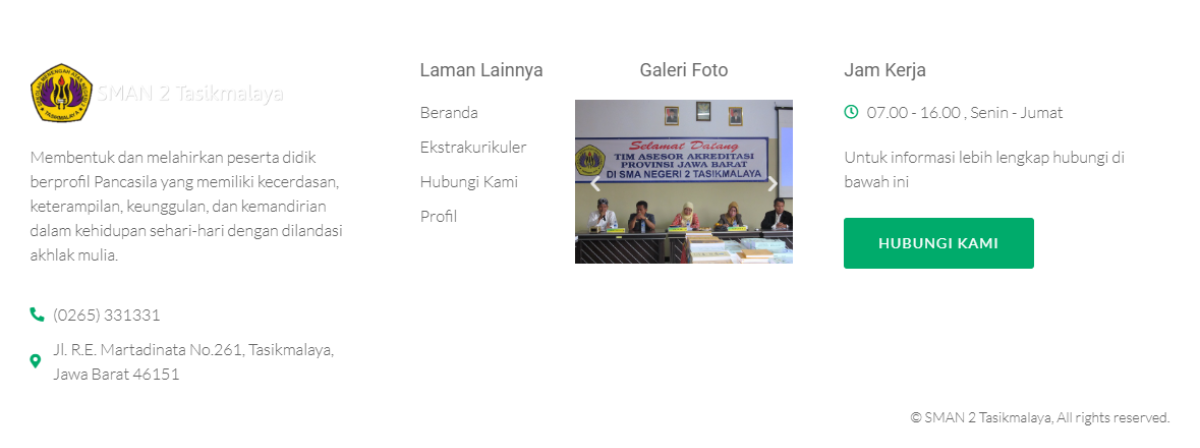 SMAN 2 Tasikmalaya
Membentuk dan melahirkan peserta didik
berprofil Pancasila yang memiliki kecerdasan,
keterampilan, keunggulan, dan kemandirian
dalam kehidupan sehari-hari dengan dilandasi
akhlak mulia.
(0265) 331331
Jl. R.E. Martadinata No.261, Tasikmalaya,
Jawa Barat 46151
Laman Lainnya
Beranda
Ekstrakurikuler
Hubungi Kami
Profil
Galeri Foto
Selamat Datang
TIM ASESOR AKREDITASI
PROVINSI JAWA BARAT
DI SMA NEGERI 2 TASIKMALAYA
Jam Kerja
07.00 - 16.00 , Senin - Jumat
Untuk informasi lebih lengkap hubungi di
bawah ini
HUBUNGI KAMI
© SMAN 2 Tasikmalaya, All rights reserved.